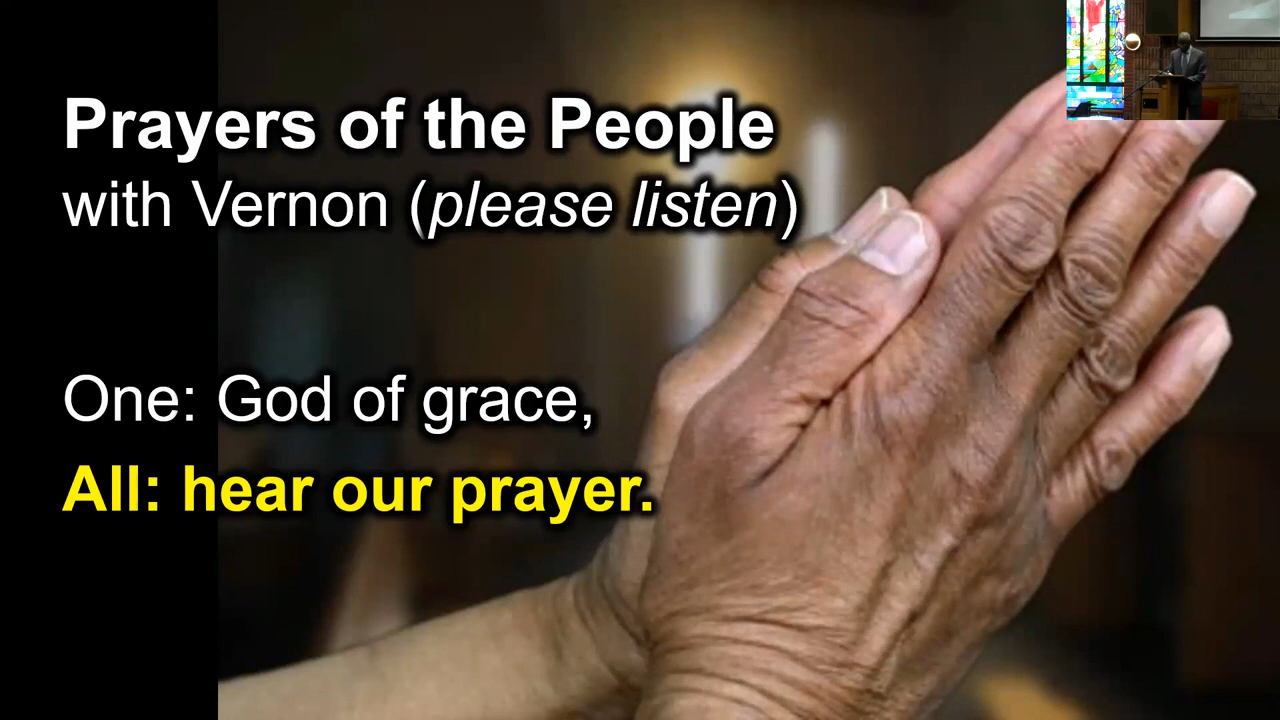 Prayers of the People
with Vernon (please listen)
One: God of grace,
All: hear our prayer.